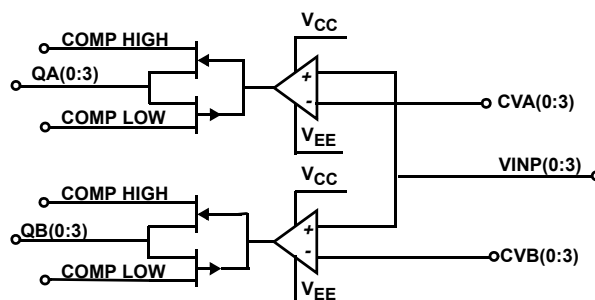 VCC
COMP HIGH
QA(0:3)
+
-
CVA(0:3)
COMP LOW
VEE
VINP(0:3)
VCC
COMP HIGH
QB(0:3)
+
-
CVB(0:3)
COMP LOW
VEE